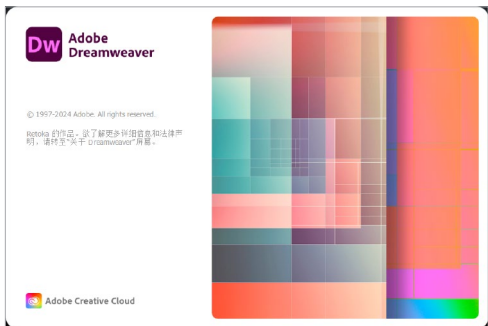 Dw
Adobe
Dreamweaver
© 1997-2024 Adobe. All rights reserved.
Retoka 的作品。欲了解更多详细信息和法律声
明，请转至“关于 Dreamweaver”屏幕。
Adobe Creative Cloud